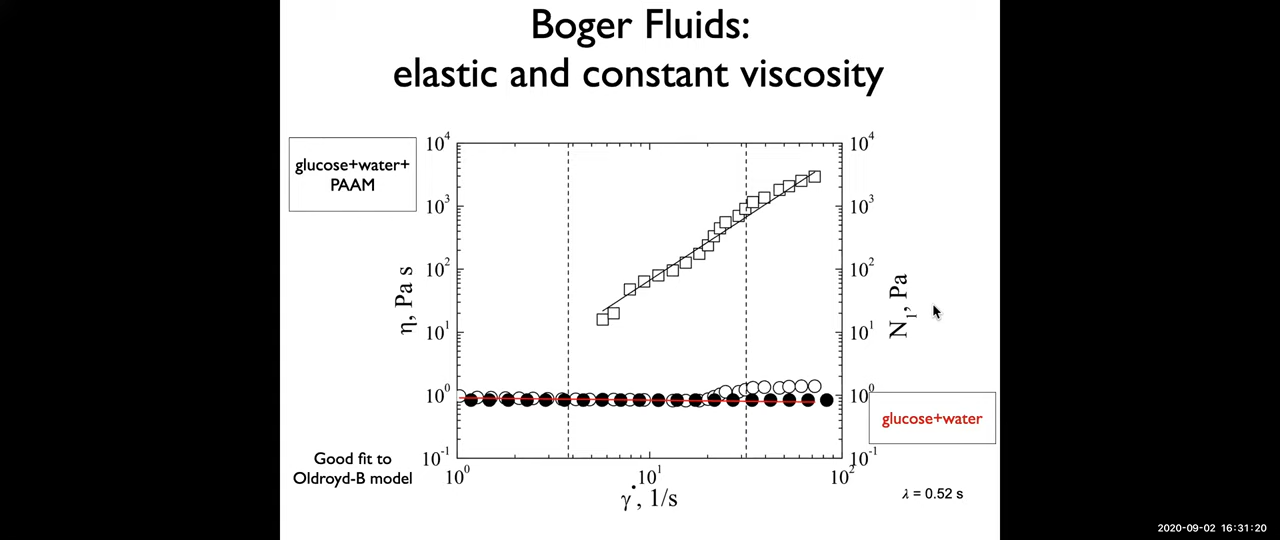 Boger Fluids:
elastic and constant viscosity
glucose+water+
PAAM
10⁴
10³
10²
10¹
10⁰
10⁻¹
η, Pa s
10⁴
10³
10²
10¹
10⁰
10⁻¹
N₁, Pa
glucose+water
10⁰ 10¹ 10²
γ̇, 1/s
Good fit to
Oldroyd-B model
λ = 0.52 s
2020-09-02 16:31:20